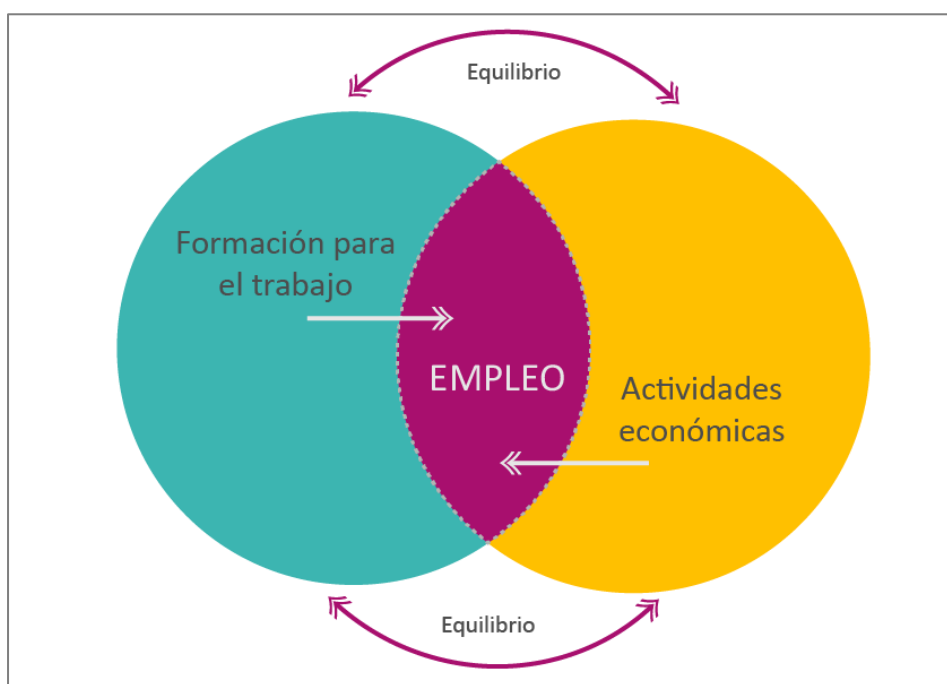 Equilibrio
Formación para
el trabajo
EMPLEO
Actividades
económicas
Equilibrio